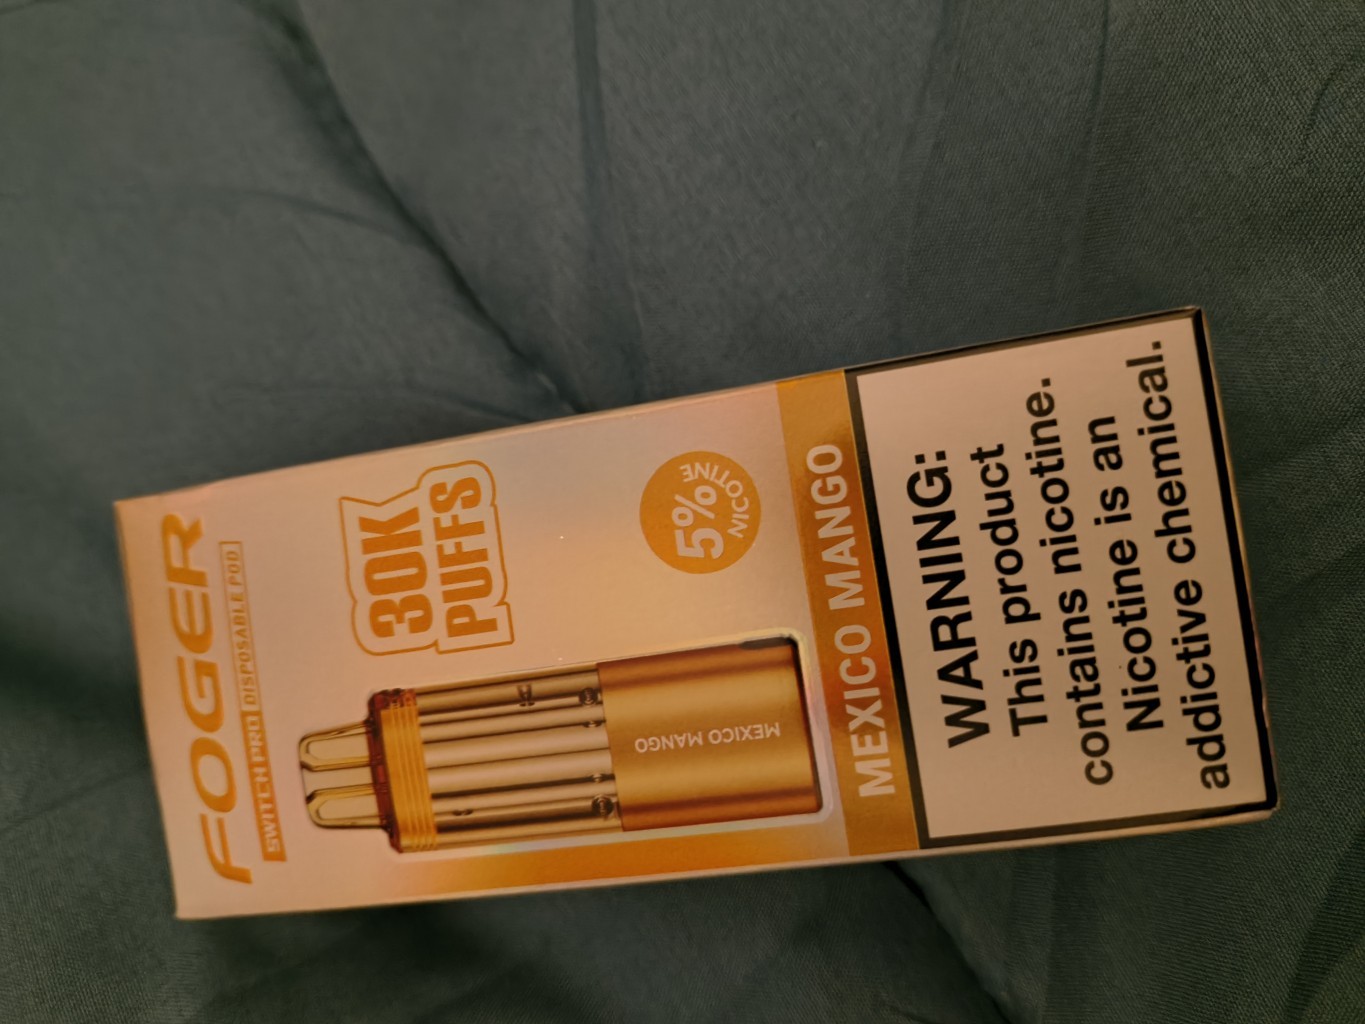 FOGER
SWITCH PRO DISPOSABLE POD
30K
PUFFS
5%
NICOTINE
MEXICO MANGO
MEXICO MANGO
WARNING:
This product
contains nicotine.
Nicotine is an
addictive chemical.